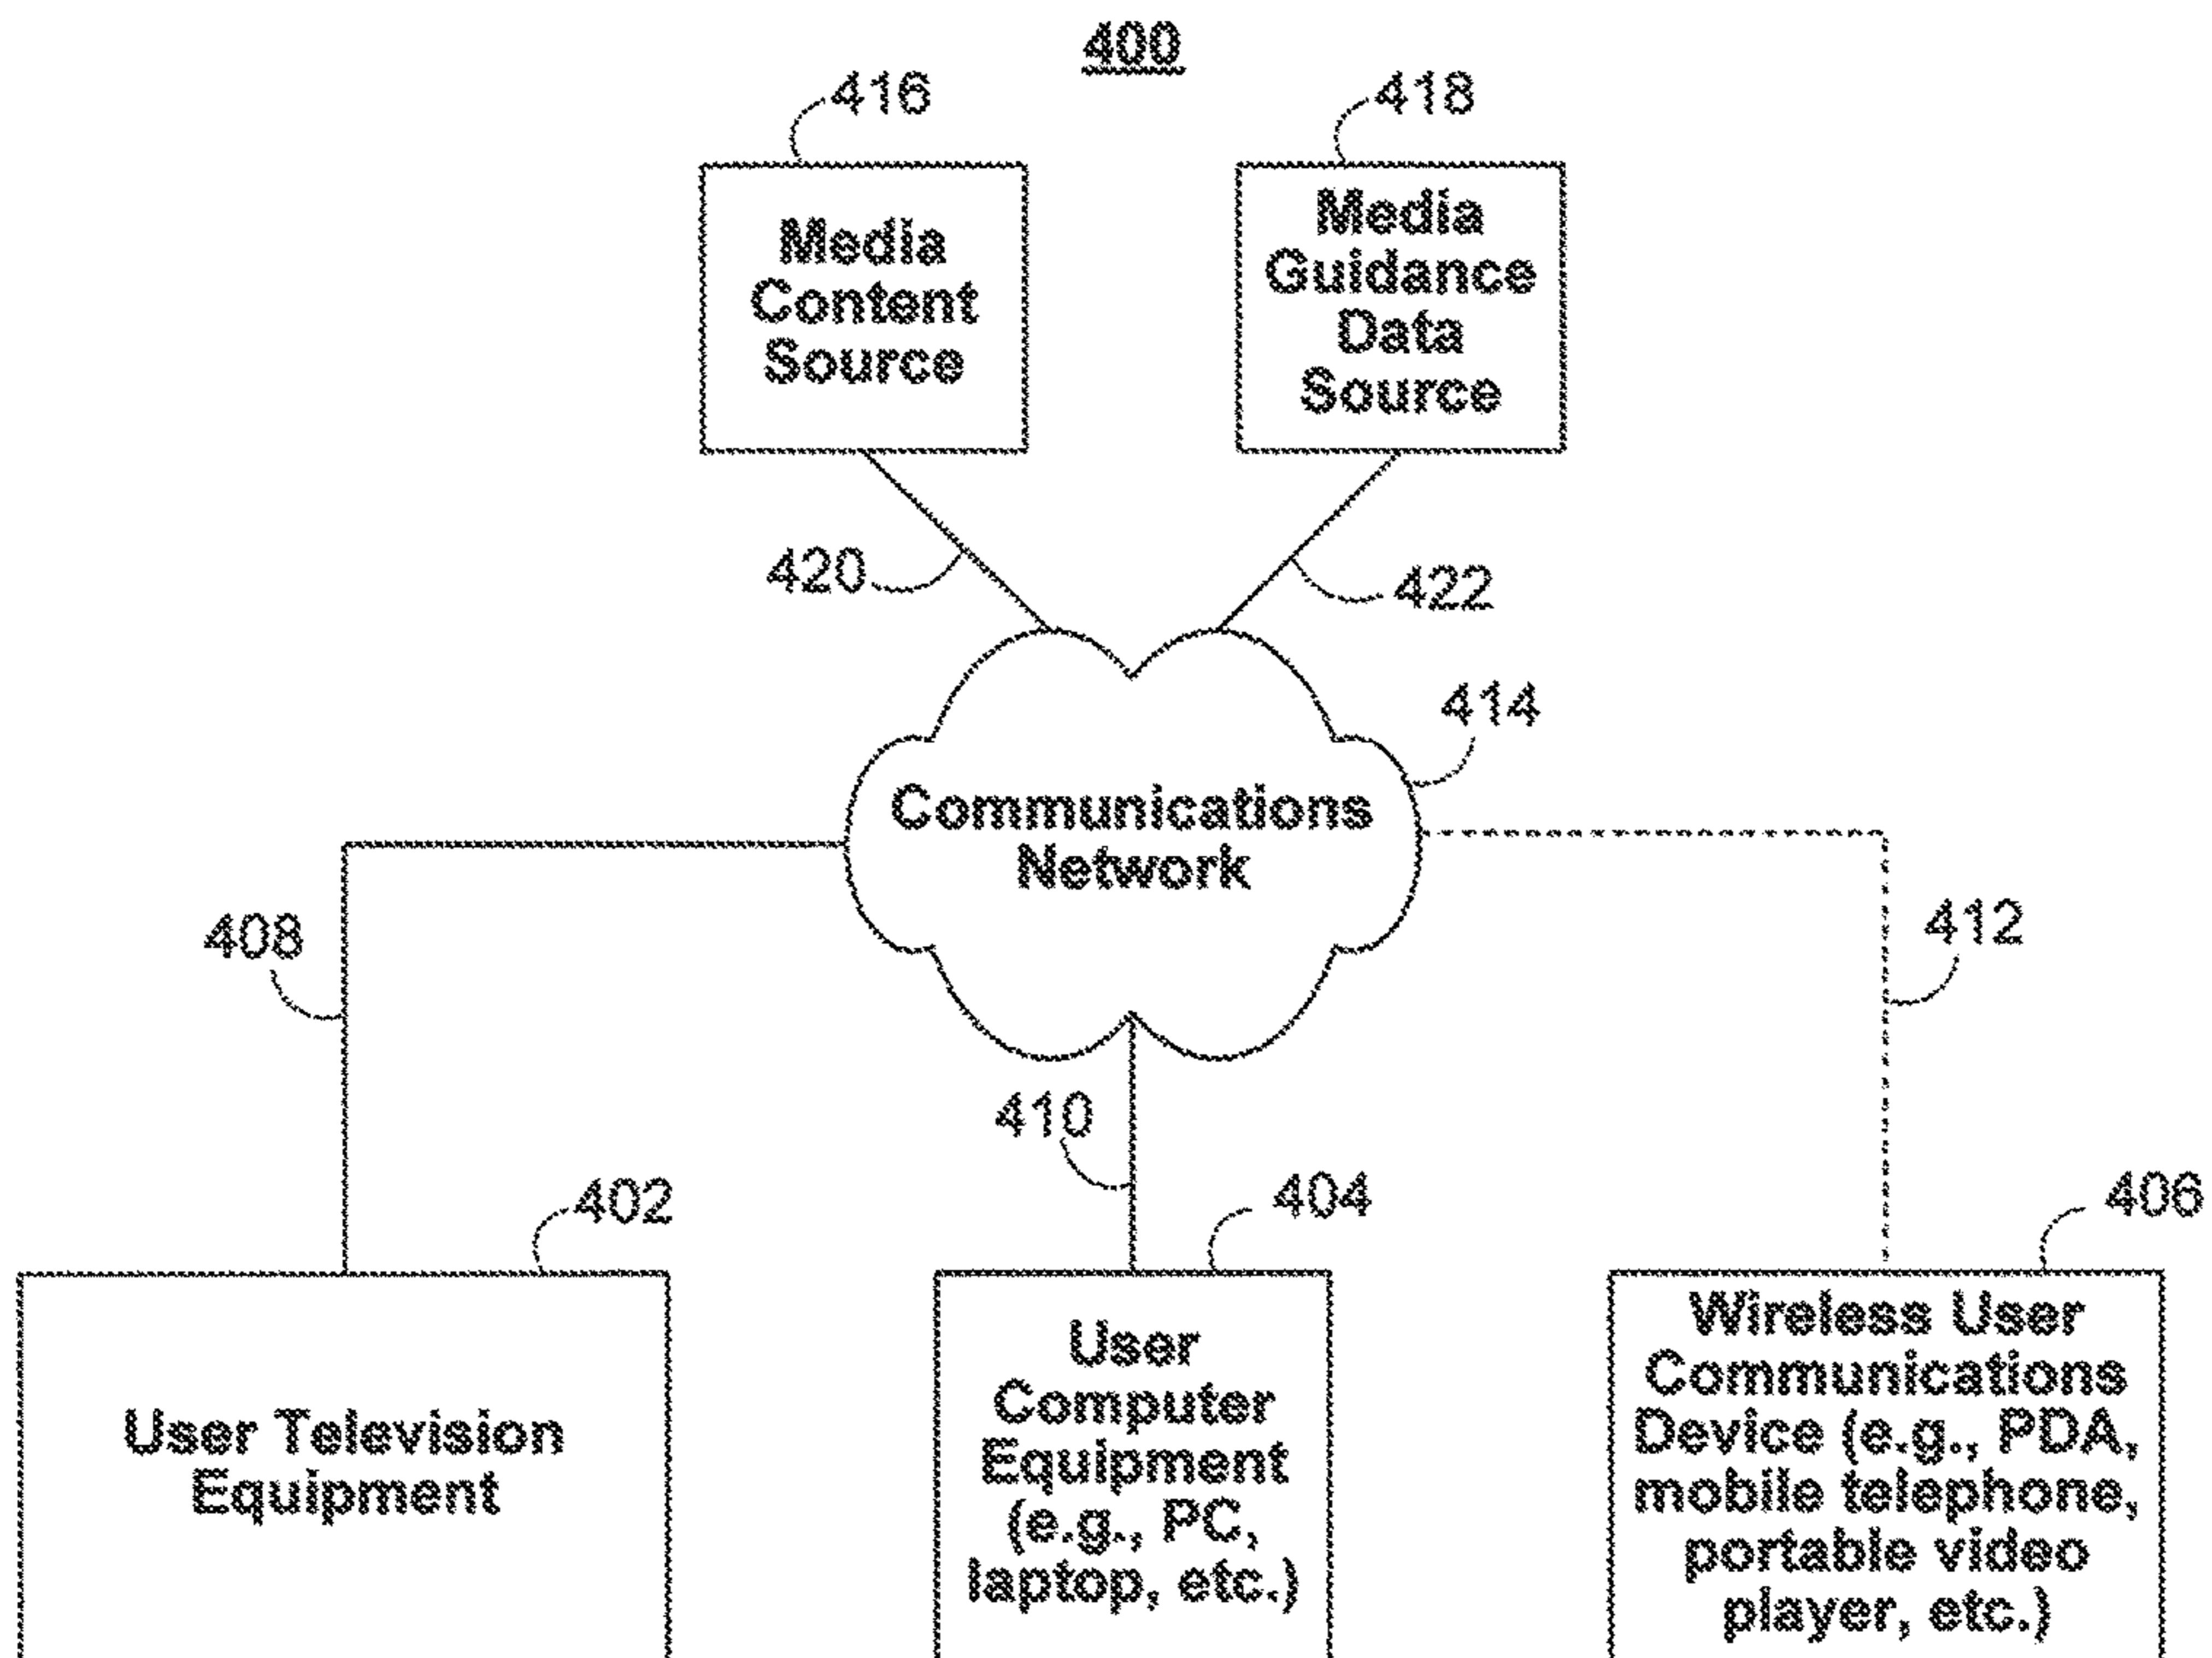 400
416
418
Media
Content
Source
Media
Guidance
Data
Source
420
422
414
Communications
Network
408
412
410
402
404
406
User Television
Equipment
User
Computer
Equipment
(e.g., PC,
laptop, etc.)
Wireless User
Communications
Device (e.g., PDA,
mobile telephone,
portable video
player, etc.)